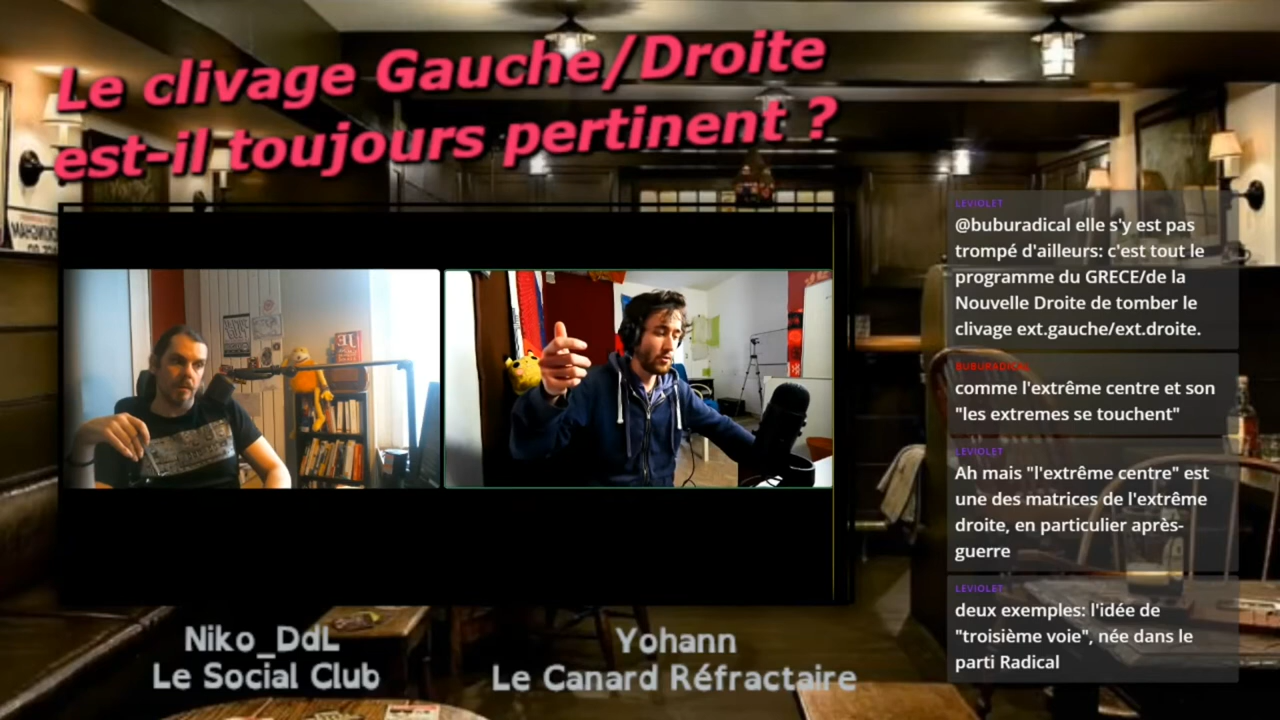 Le clivage Gauche/Droite
est-il toujours pertinent ?
LEVIOLET
@buburadical elle s'y est pas
trompé d'ailleurs: c'est tout le
programme du GRECE/de la
Nouvelle Droite de tomber le
clivage ext.gauche/ext.droite.
BUBURADICAL
comme l'extrême centre et son
"les extremes se touchent"
LEVIOLET
Ah mais "l'extrême centre" est
une des matrices de l'extrême
droite, en particulier après-
guerre
LEVIOLET
deux exemples: l'idée de
"troisième voie", née dans le
parti Radical
Niko_DdL
Le Social Club
Yohann
Le Canard Réfractaire